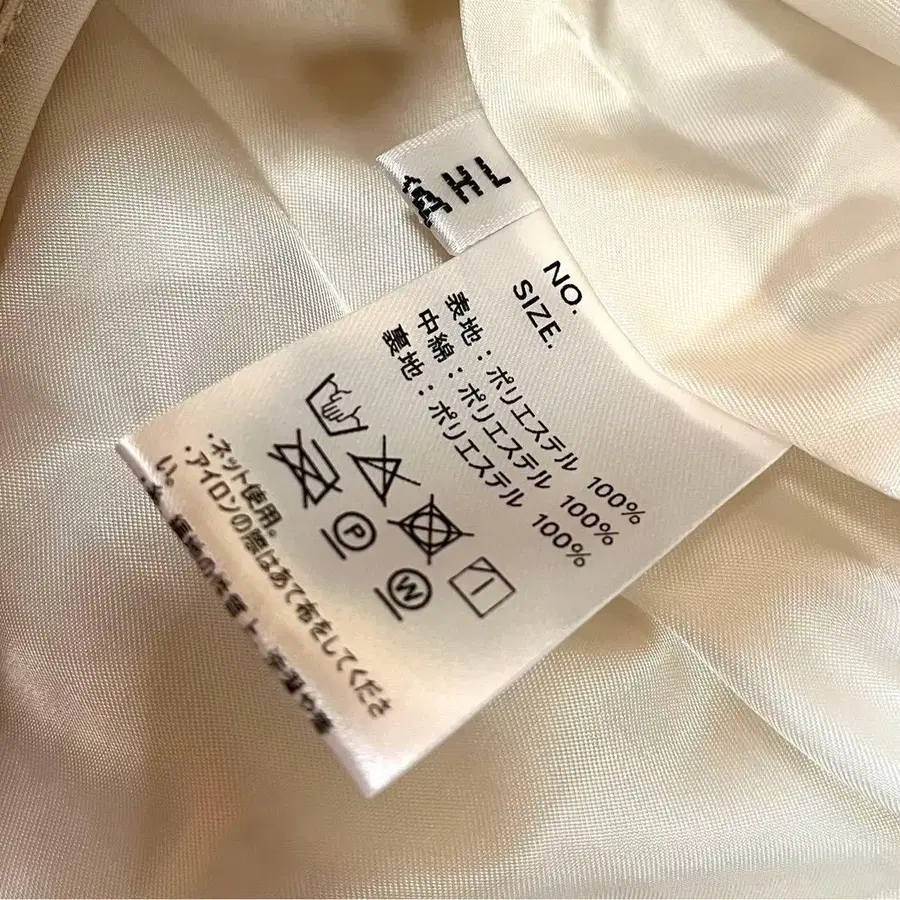 NO.
SIZE.
表地：ポリエステル 100%
中綿：ポリエステル 100%
裏地：ポリエステル 100%
P
W
・ネット使用。
・アイロンの際はあて布をしてくださ
い。